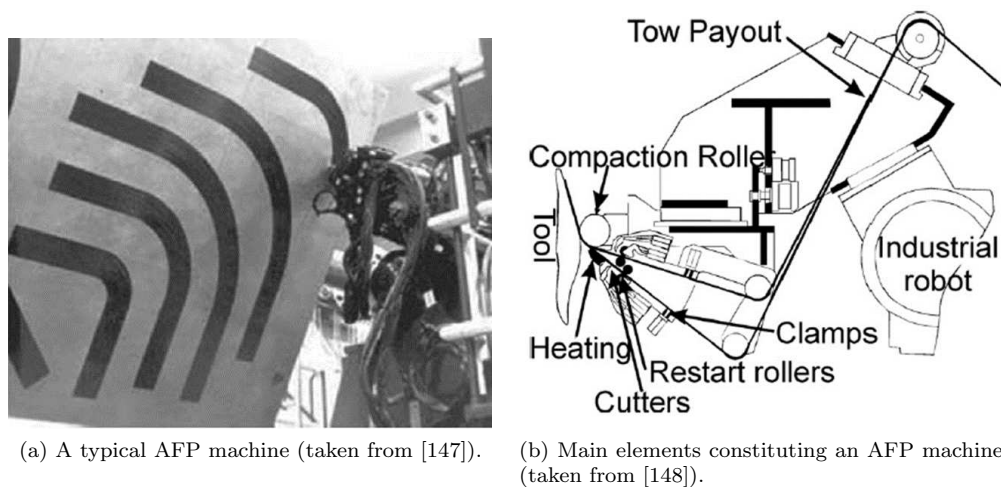 Tow Payout
Compaction Roller
Tool
Industrial
robot
Heating
Clamps
Restart rollers
Cutters
(a) A typical AFP machine (taken from [147]).
(b) Main elements constituting an AFP machine
(taken from [148]).